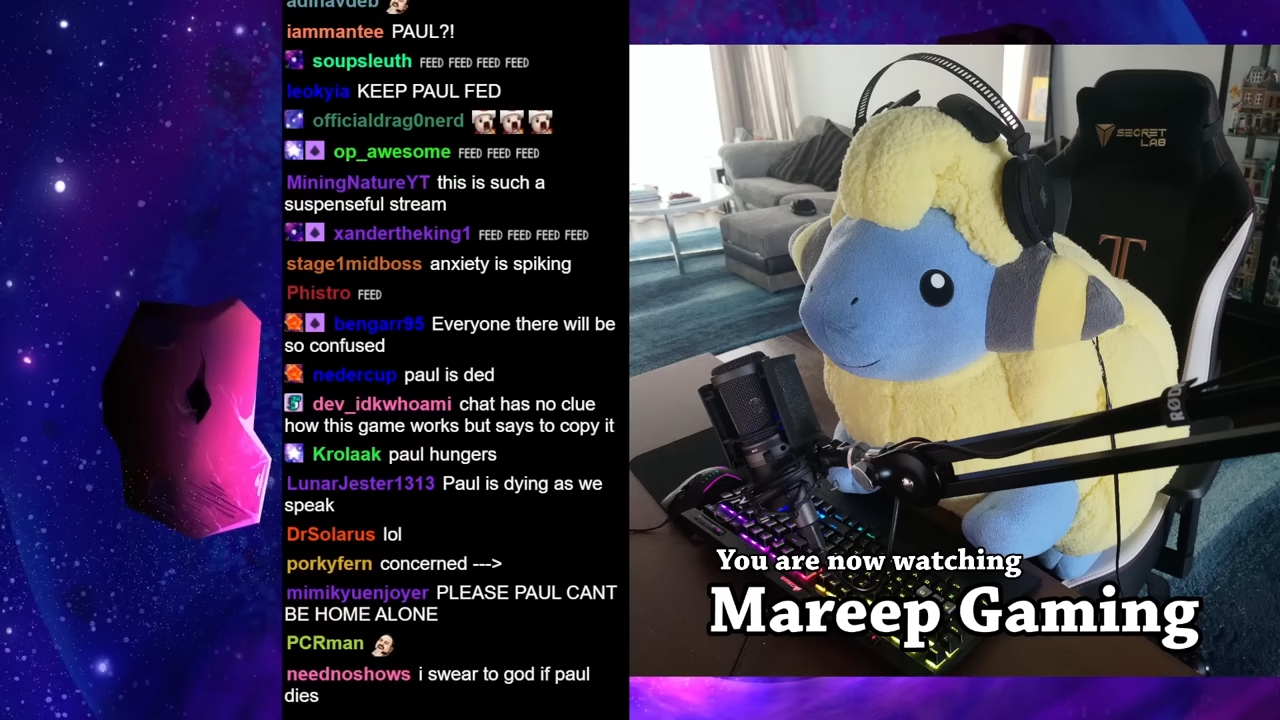 adinavdeb
iammantee PAUL?!
soupsleuth FEED FEED FEED FEED
leokyia KEEP PAUL FED
officialdrag0nerd
op_awesome FEED FEED FEED
MiningNatureYT this is such a
suspenseful stream
xandertheking1 FEED FEED FEED FEED
stage1midboss anxiety is spiking
Phistro FEED
bengarr95 Everyone there will be
so confused
nedercup paul is ded
dev_idkwhoami chat has no clue
how this game works but says to copy it
Krolaak paul hungers
LunarJester1313 Paul is dying as we
speak
DrSolarus lol
porkyfern concerned --->
mimikyuenjoyer PLEASE PAUL CANT
BE HOME ALONE
PCRman
neednoshows i swear to god if paul
dies
SECRET
LAB
RØDE
You are now watching
Mareep Gaming